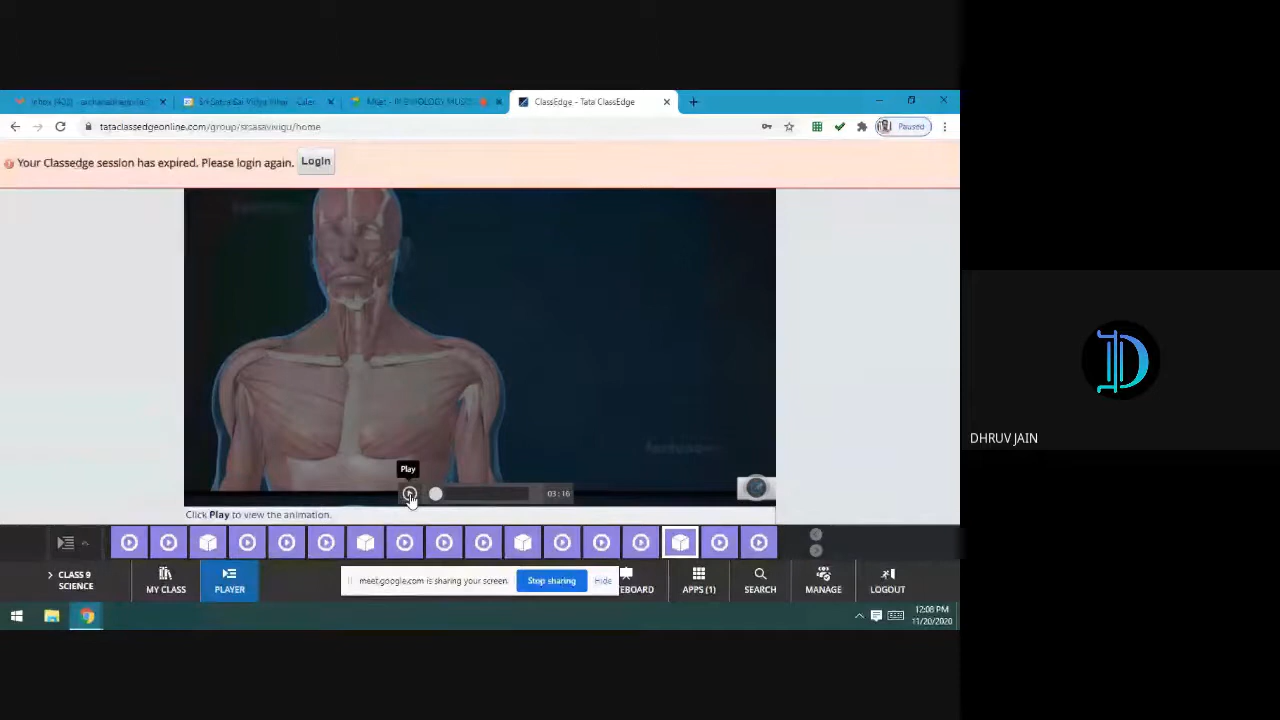 ClassEdge - Tata ClassEdge
tataclassedgeonline.com/group/srisasavivigu/home
Paused
Your Classedge session has expired. Please login again. Login
Play
03:16
Click Play to view the animation.
CLASS 9
SCIENCE
MY CLASS
PLAYER
meet.google.com is sharing your screen.
Stop sharing
Hide
EBOARD
APPS (1)
SEARCH
MANAGE
LOGOUT
12:08 PM
11/20/2020
D
DHRUV JAIN